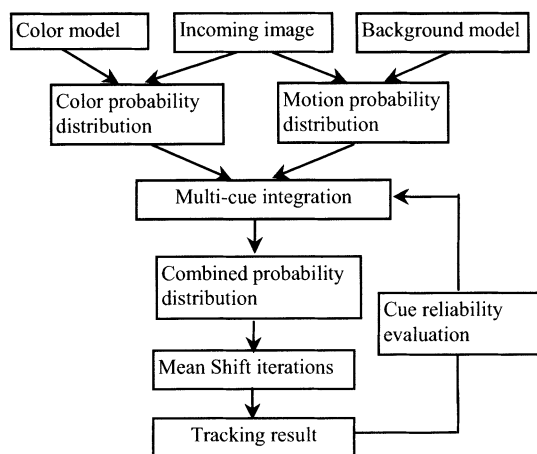 Color model
Incoming image
Background model
Color probability
distribution
Motion probability
distribution
Multi-cue integration
Combined probability
distribution
Cue reliability
evaluation
Mean Shift iterations
Tracking result